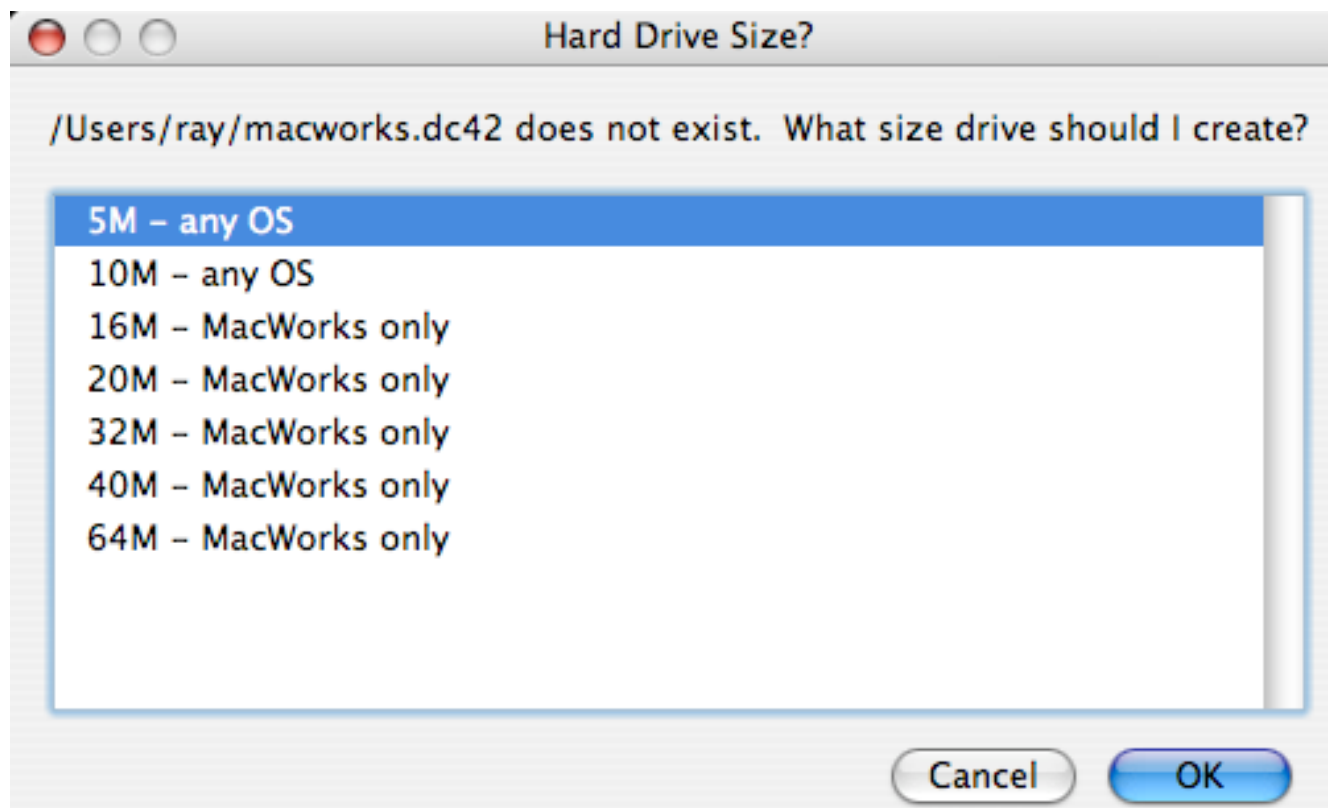 Hard Drive Size?
/Users/ray/macworks.dc42 does not exist.  What size drive should I create?
5M – any OS
10M – any OS
16M – MacWorks only
20M – MacWorks only
32M – MacWorks only
40M – MacWorks only
64M – MacWorks only
Cancel OK